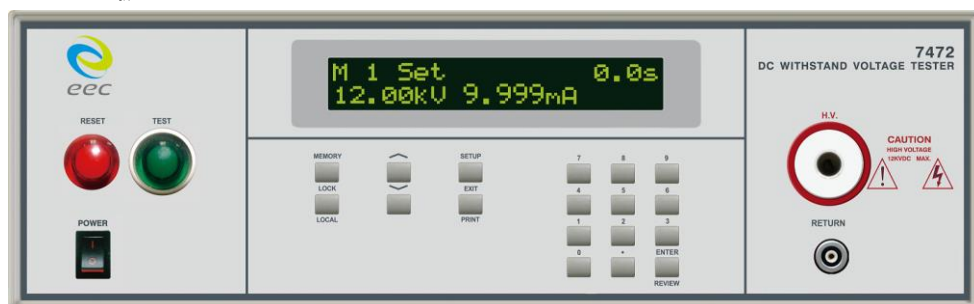 eec
RESET
TEST
POWER
M 1 Set 0.0s
12.00kV 9.999mA
MEMORY
SETUP
LOCK
EXIT
LOCAL
PRINT
7 8 9
4 5 6
1 2 3
0 • ENTER
REVIEW
7472
DC WITHSTAND VOLTAGE TESTER
H.V.
CAUTION
HIGH VOLTAGE
12KVDC MAX.
RETURN